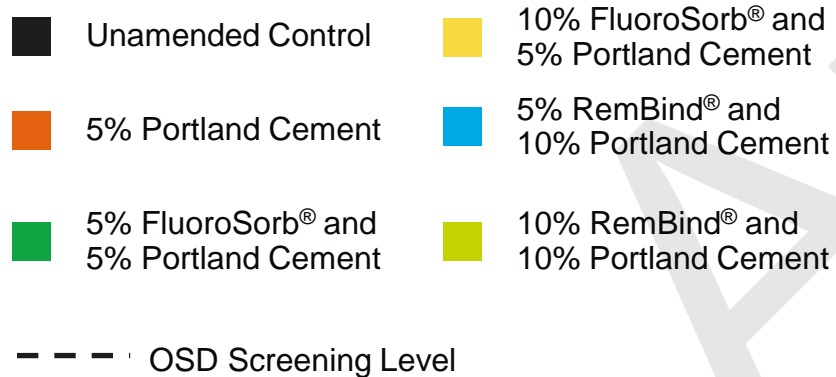 Unamended Control
5% Portland Cement
5% FluoroSorb® and
5% Portland Cement
10% FluoroSorb® and
5% Portland Cement
5% RemBind® and
10% Portland Cement
10% RemBind® and
10% Portland Cement
OSD Screening Level